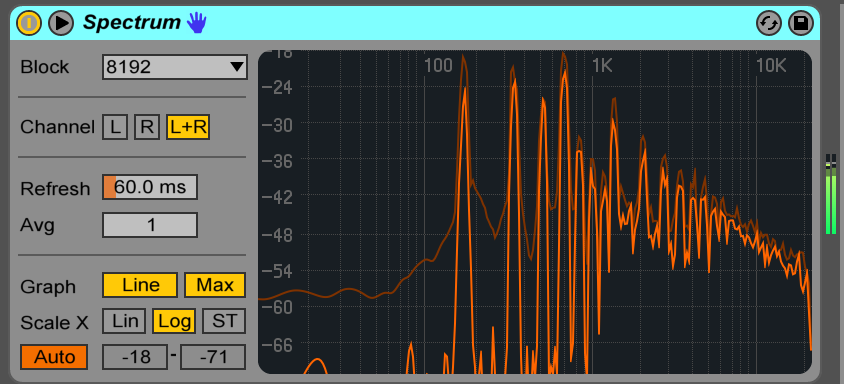 Spectrum
Block 8192
Channel L R L+R
Refresh 60.0 ms
Avg 1
Graph Line Max
Scale X Lin Log ST
Auto -18 - -71
-18
100 1K 10K
-24
-30
-36
-42
-48
-54
-60
-66